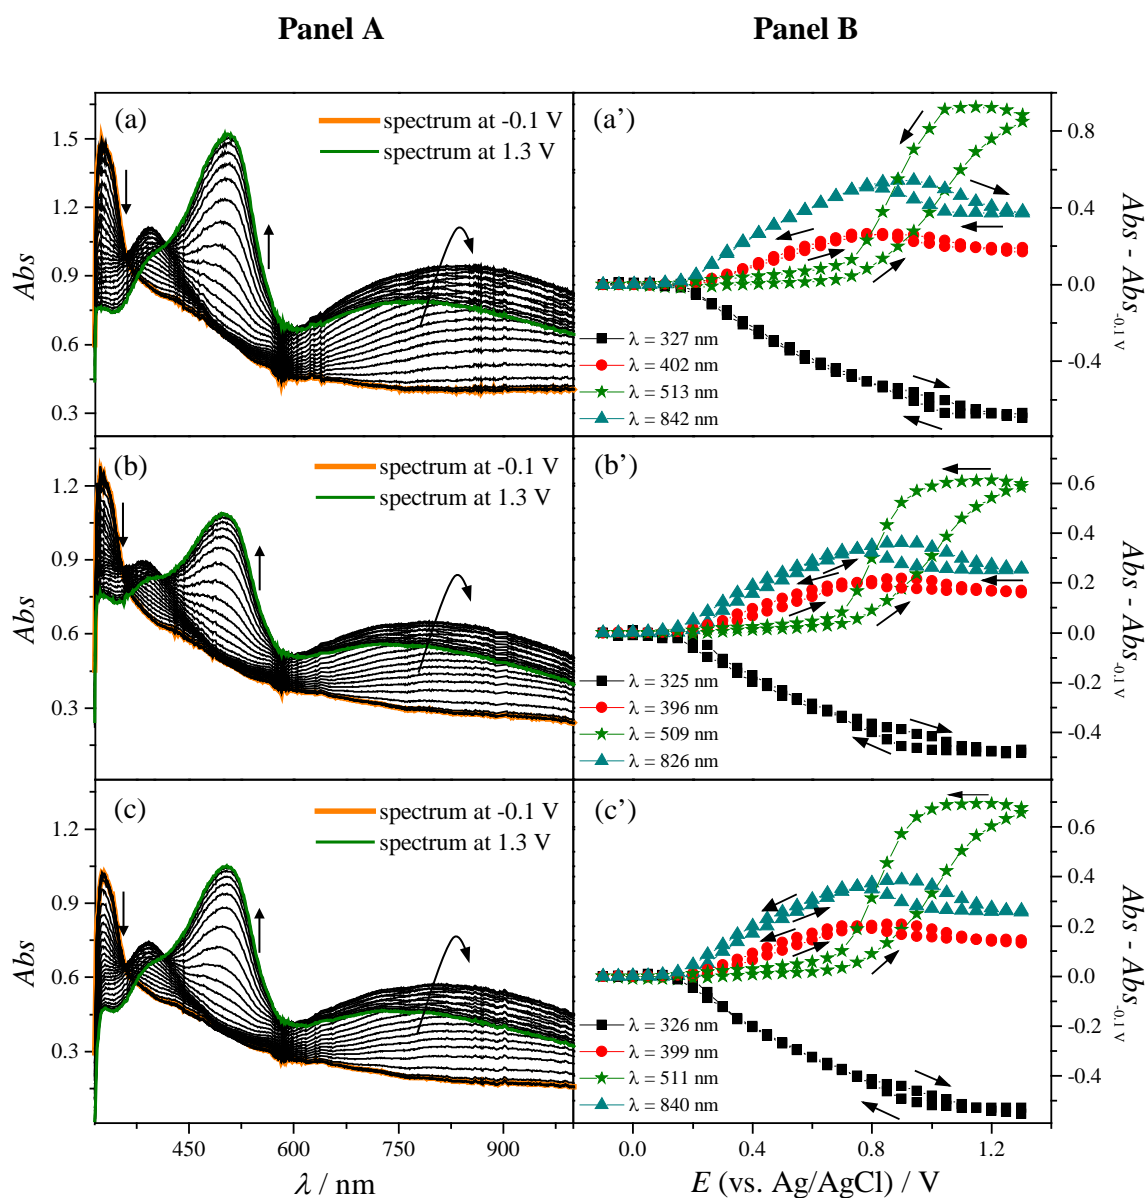 Panel A
Panel B
(a)
spectrum at -0.1 V
spectrum at 1.3 V
1.5
1.2
0.9
0.6
0.3
Abs
(a')
λ = 327 nm
λ = 402 nm
λ = 513 nm
λ = 842 nm
0.8
0.4
0.0
-0.4
Abs - Abs-0.1 V
(b)
spectrum at -0.1 V
spectrum at 1.3 V
1.2
0.9
0.6
0.3
Abs
(b')
λ = 325 nm
λ = 396 nm
λ = 509 nm
λ = 826 nm
0.6
0.4
0.2
0.0
-0.2
-0.4
Abs - Abs-0.1 V
(c)
spectrum at -0.1 V
spectrum at 1.3 V
1.2
0.9
0.6
0.3
Abs
(c')
λ = 326 nm
λ = 399 nm
λ = 511 nm
λ = 840 nm
0.6
0.4
0.2
0.0
-0.2
-0.4
Abs - Abs-0.1 V
450 600 750 900
λ / nm
0.0 0.4 0.8 1.2
E (vs. Ag/AgCl) / V